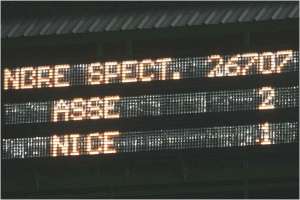 NBRE SPECT. 26707
ASSE 2
NICE 1